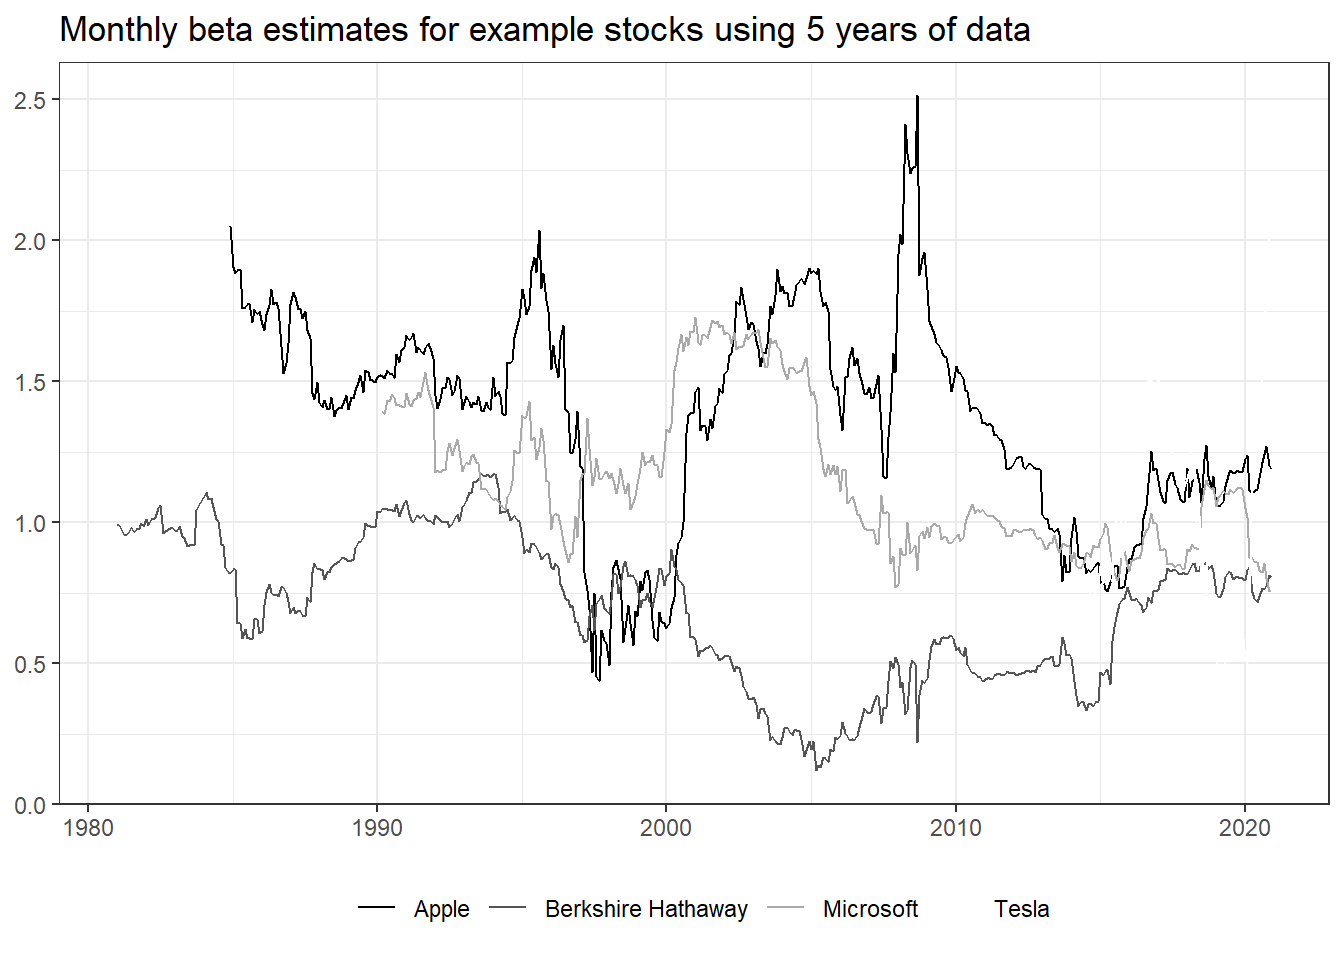 Monthly beta estimates for example stocks using 5 years of data
2.5
2.0
1.5
1.0
0.5
0.0
1980 1990 2000 2010 2020
Apple Berkshire Hathaway Microsoft Tesla